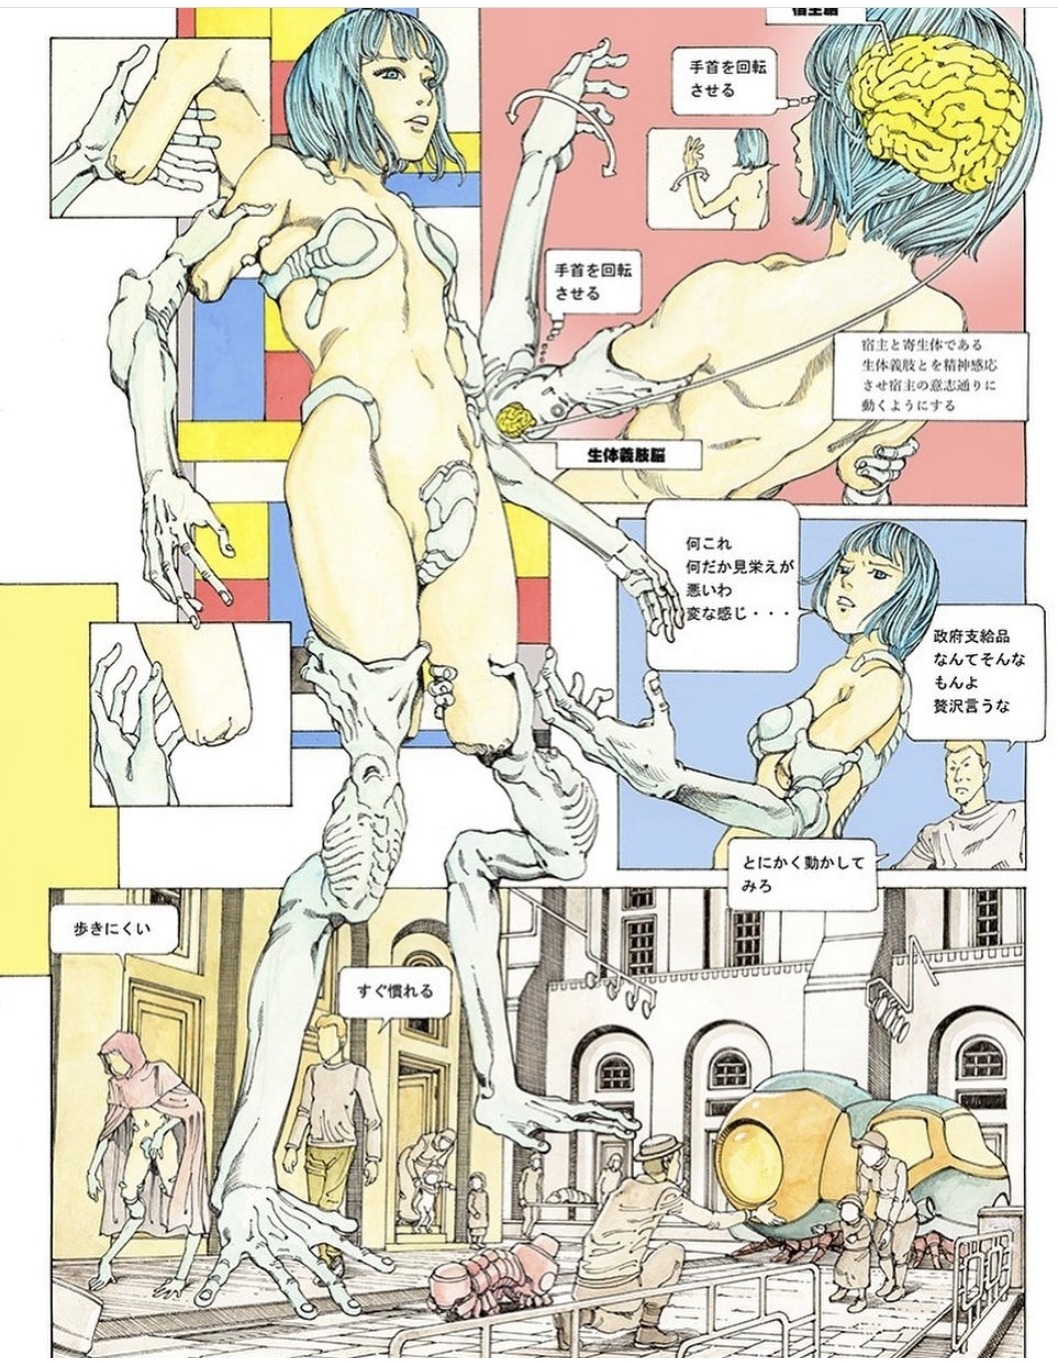 宿主脳
手首を回転
させる
手首を回転
させる
宿主と寄生体である
生体義肢とを精神感応
させ宿主の意志通りに
動くようにする
生体義肢脳
何これ
何だか見栄えが
悪いわ
変な感じ・・・
政府支給品
なんてそんな
もんよ
贅沢言うな
とにかく動かして
みろ
歩きにくい
すぐ慣れる